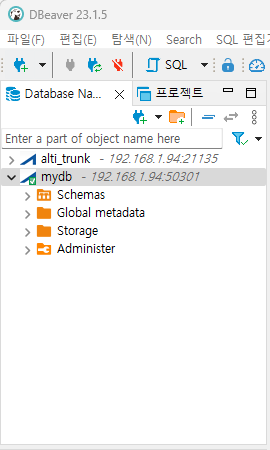 DBeaver 23.1.5
파일(F) 편집(E) 탐색(N) Search SQL 편집
SQL
Database Na... 프로젝트
Enter a part of object name here
alti_trunk - 192.168.1.94:21135
mydb - 192.168.1.94:50301
Schemas
Global metadata
Storage
Administer